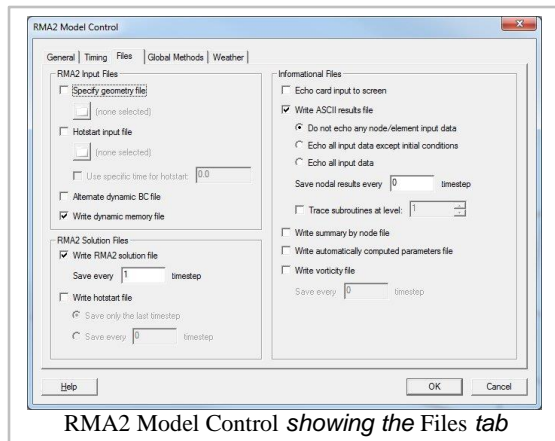 RMA2 Model Control
General Timing Files Global Methods Weather
RMA2 Input Files
Specify geometry file
(none selected)
Hotstart input file
(none selected)
Use specific time for hotstart: 0.0
Alternate dynamic BC file
Write dynamic memory file
RMA2 Solution Files
Write RMA2 solution file
Save every 1 timestep
Write hotstart file
Save only the last timestep
Save every 0 timestep
Informational Files
Echo card input to screen
Write ASCII results file
Do not echo any node/element input data
Echo all input data except initial conditions
Echo all input data
Save nodal results every 0 timestep
Trace subroutines at level: 1
Write summary by node file
Write automatically computed parameters file
Write vorticity file
Save every 0 timestep
Help OK Cancel
RMA2 Model Control showing the Files tab